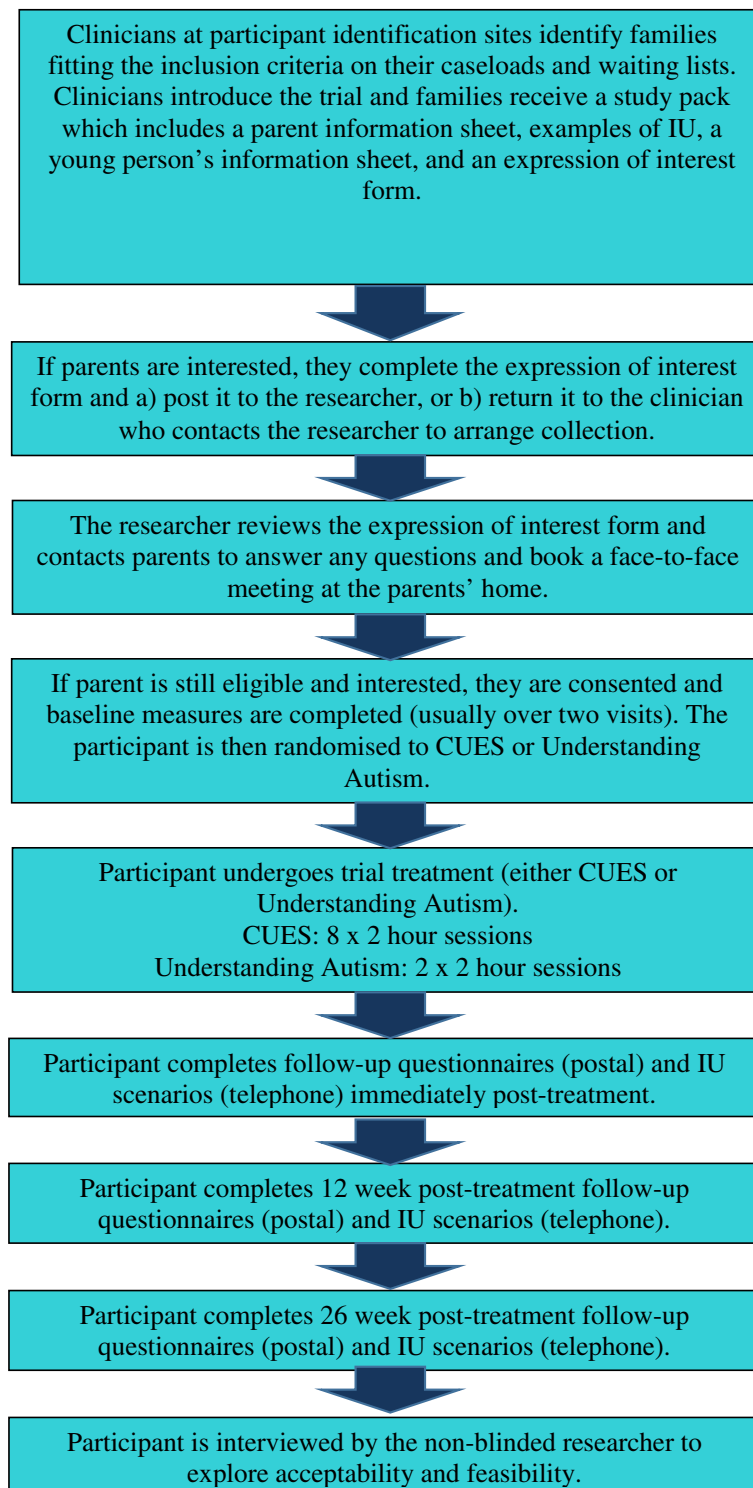 Clinicians at participant identification sites identify families
fitting the inclusion criteria on their caseloads and waiting lists.
Clinicians introduce the trial and families receive a study pack
which includes a parent information sheet, examples of IU, a
young person’s information sheet, and an expression of interest
form.
If parents are interested, they complete the expression of interest
form and a) post it to the researcher, or b) return it to the clinician
who contacts the researcher to arrange collection.
The researcher reviews the expression of interest form and
contacts parents to answer any questions and book a face-to-face
meeting at the parents’ home.
If parent is still eligible and interested, they are consented and
baseline measures are completed (usually over two visits). The
participant is then randomised to CUES or Understanding
Autism.
Participant undergoes trial treatment (either CUES or
Understanding Autism).
CUES: 8 x 2 hour sessions
Understanding Autism: 2 x 2 hour sessions
Participant completes follow-up questionnaires (postal) and IU
scenarios (telephone) immediately post-treatment.
Participant completes 12 week post-treatment follow-up
questionnaires (postal) and IU scenarios (telephone).
Participant completes 26 week post-treatment follow-up
questionnaires (postal) and IU scenarios (telephone).
Participant is interviewed by the non-blinded researcher to
explore acceptability and feasibility.